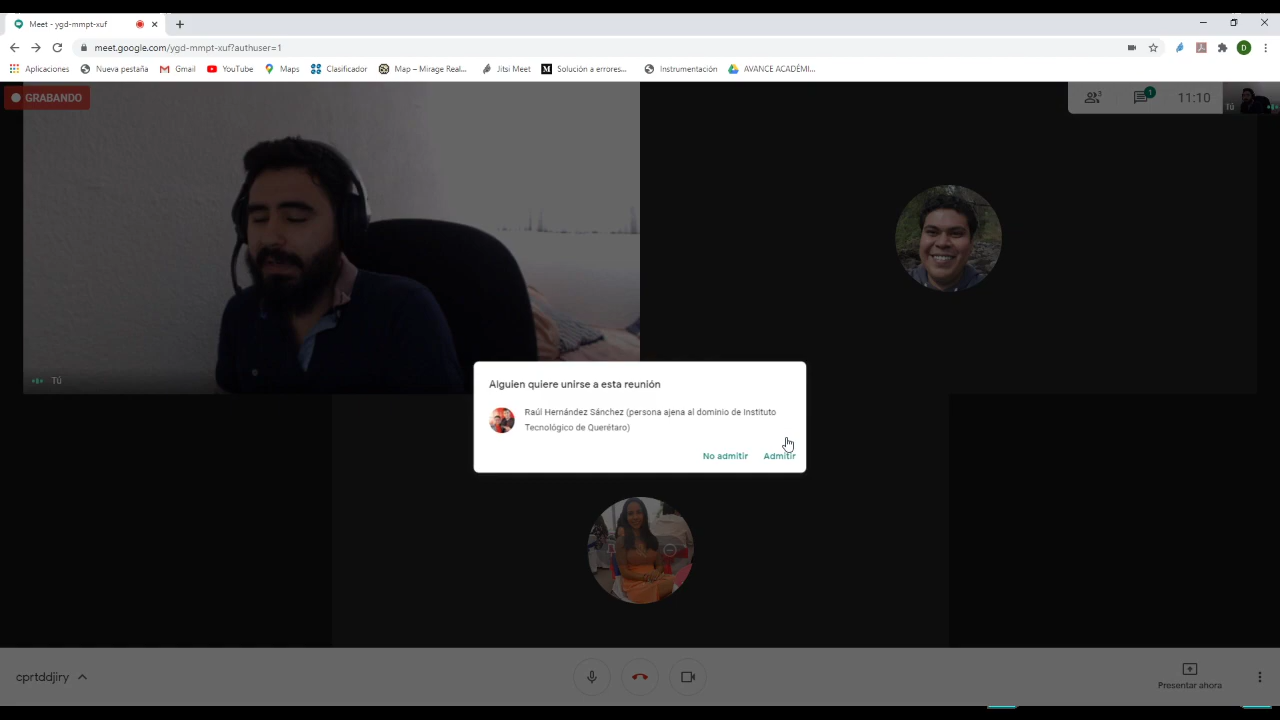 Meet - ygd-mmpt-xuf
meet.google.com/ygd-mmpt-xuf?authuser=1
D
Aplicaciones Nueva pestaña Gmail YouTube Maps Clasificador Map – Mirage Real... Jitsi Meet Solución a errores... Instrumentación AVANCE ACADÉMI...
GRABANDO
3 1 11:10 Tú
Tú
Alguien quiere unirse a esta reunión
Raúl Hernández Sánchez (persona ajena al dominio de Instituto
Tecnológico de Querétaro)
No admitir Admitir
cprtddjiry
Presentar ahora